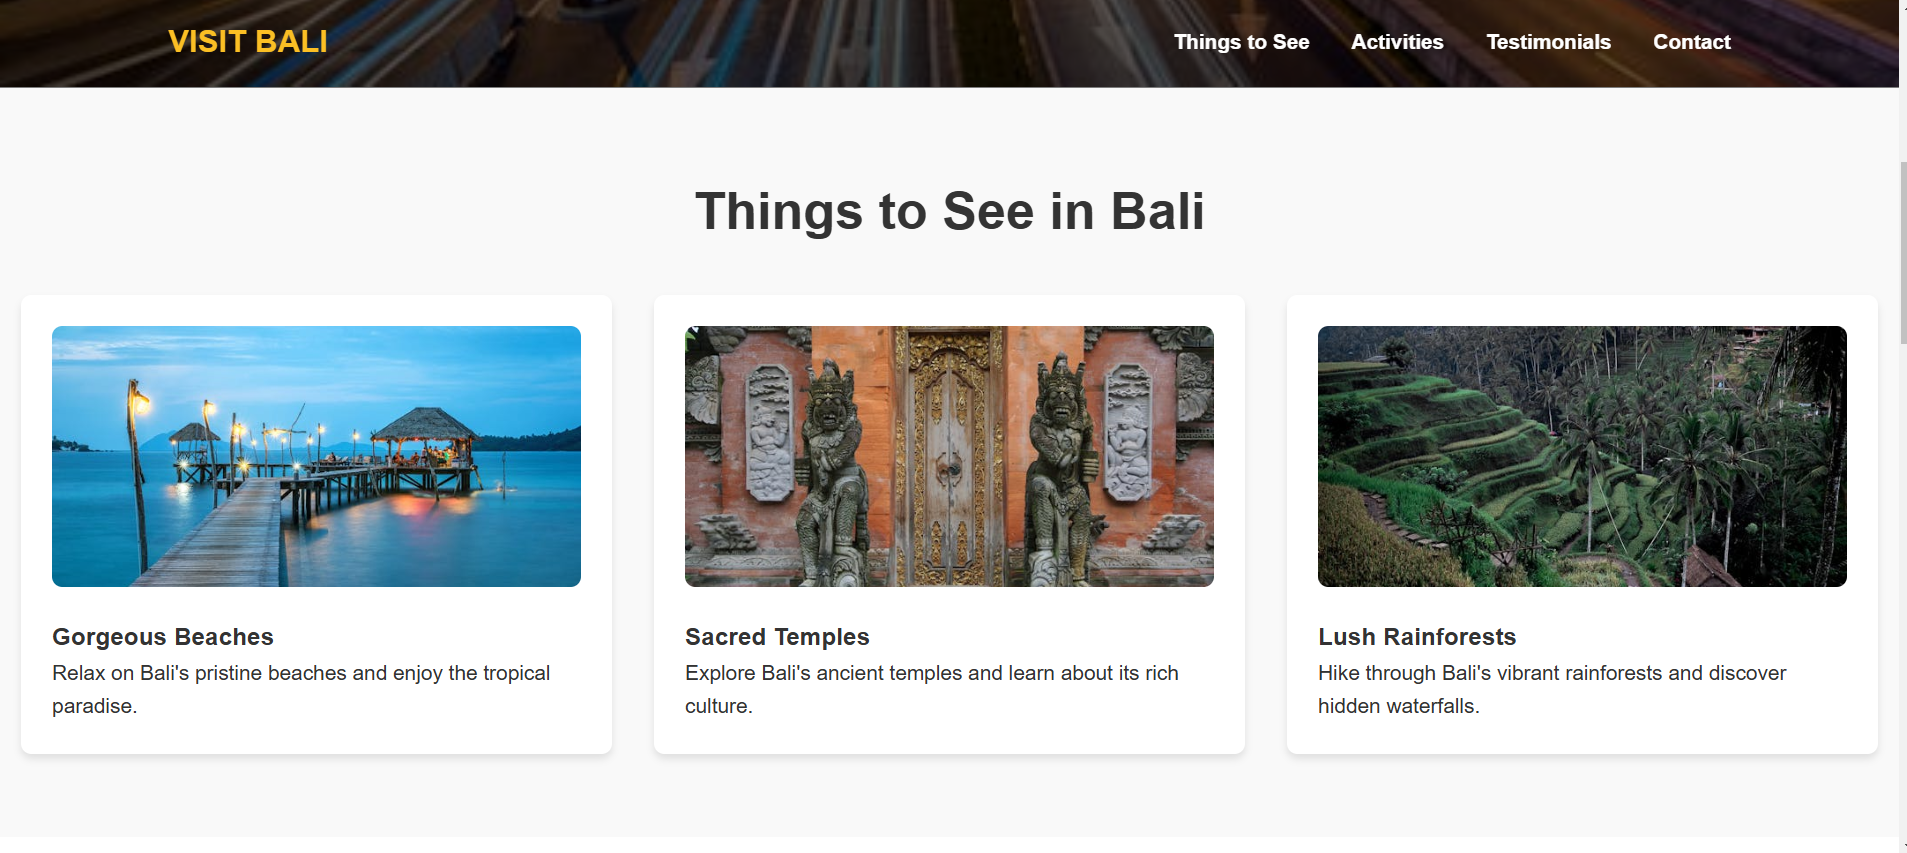 VISIT BALI
Things to See
Activities
Testimonials
Contact
Things to See in Bali
Gorgeous Beaches
Relax on Bali's pristine beaches and enjoy the tropical
paradise.
Sacred Temples
Explore Bali's ancient temples and learn about its rich
culture.
Lush Rainforests
Hike through Bali's vibrant rainforests and discover
hidden waterfalls.